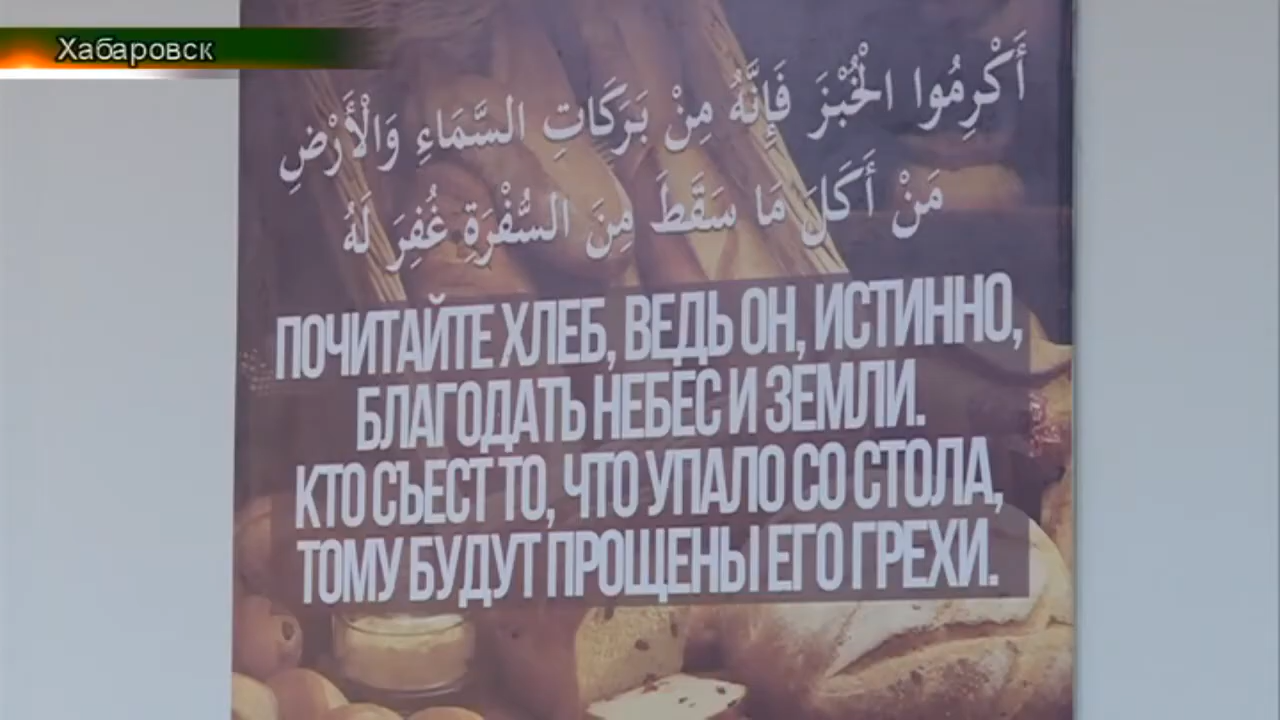 Хабаровск
أَكْرِمُوا الْخُبْزَ فَإِنَّهُ مِنْ بَرَكَاتِ السَّمَاءِ وَالْأَرْضِ
مَنْ أَكَلَ مَا سَقَطَ مِنَ السُّفْرَةِ غُفِرَ لَهُ
ПОЧИТАЙТЕ ХЛЕБ, ВЕДЬ ОН, ИСТИННО,
БЛАГОДАТЬ НЕБЕС И ЗЕМЛИ.
КТО СЪЕСТ ТО, ЧТО УПАЛО СО СТОЛА,
ТОМУ БУДУТ ПРОЩЕНЫ ЕГО ГРЕХИ.